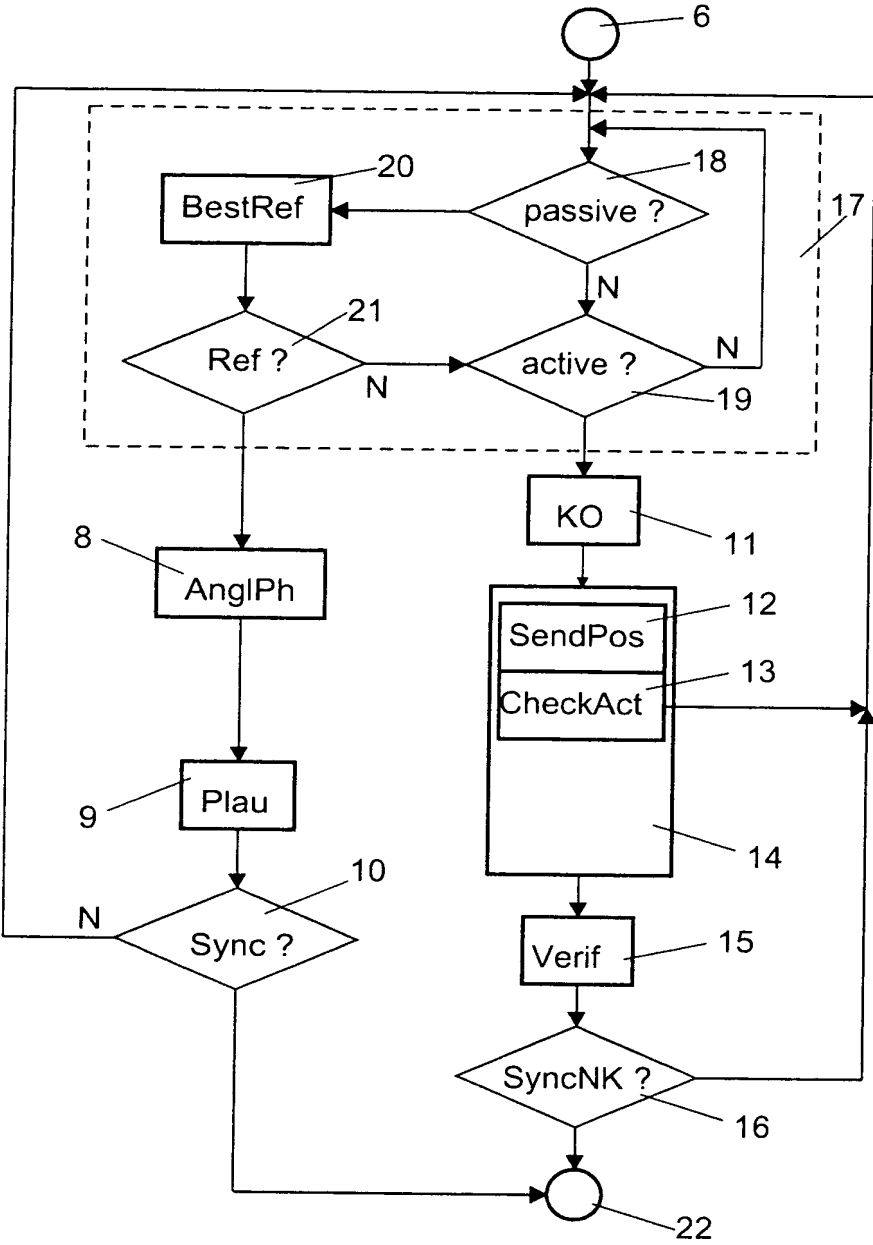 6
18
20
BestRef
passive ?
17
N
21
Ref ?
N
active ?
N
19
KO
11
8
AnglPh
12
SendPos
13
CheckAct
9
Plau
14
10
N
Sync ?
15
Verif
SyncNK ?
16
22